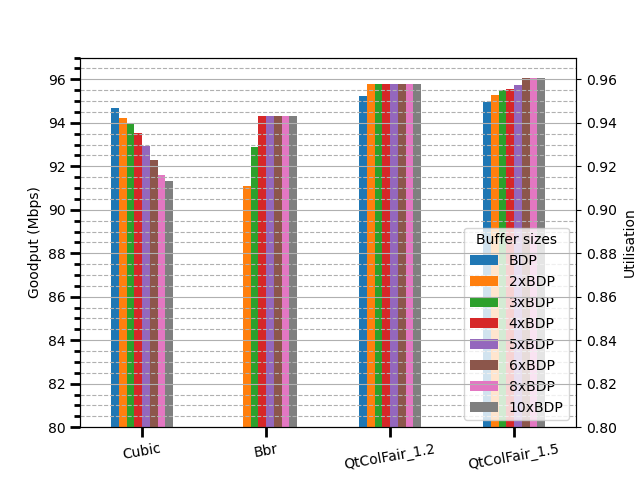 96
94
92
90
88
86
84
82
80
Goodput (Mbps)
0.96
0.94
0.92
0.90
0.88
0.86
0.84
0.82
0.80
Utilisation
Buffer sizes
BDP
2xBDP
3xBDP
4xBDP
5xBDP
6xBDP
8xBDP
10xBDP
Cubic
Bbr
QtColFair_1.2
QtColFair_1.5